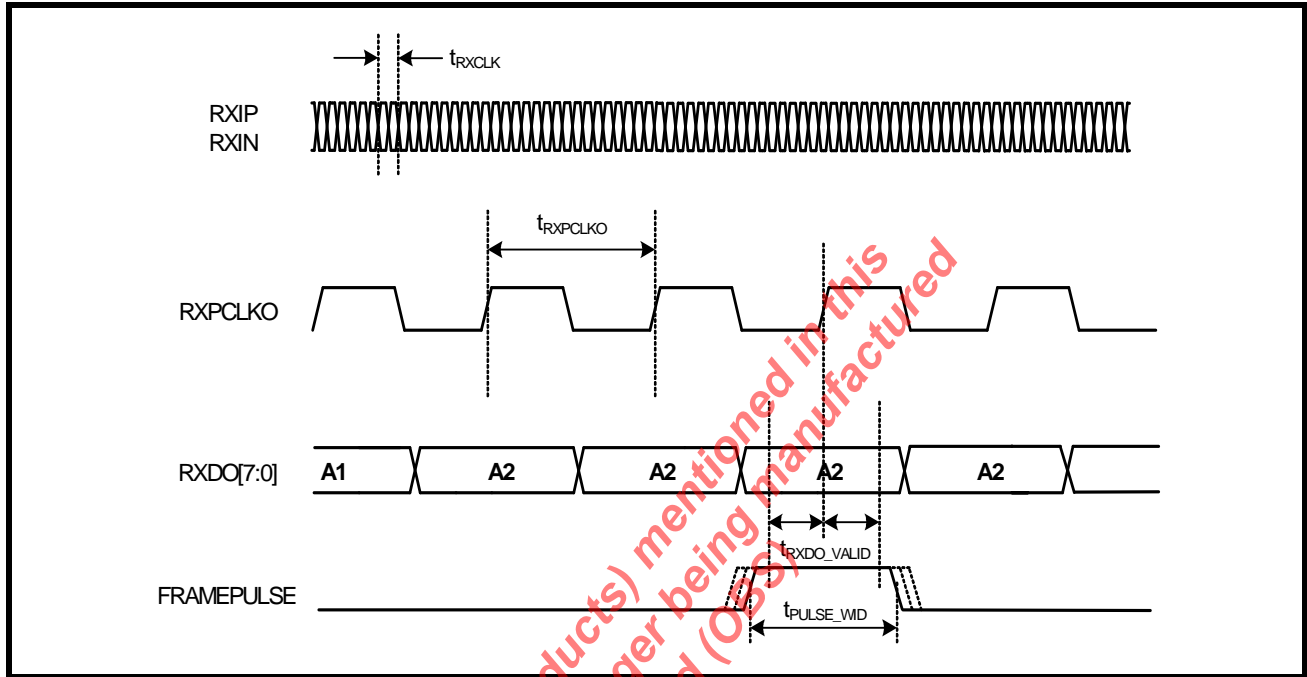 tRXCLK
RXIP
RXIN
tRXPCLKO
RXPCLKO
RXDO[7:0]
A1
A2
A2
A2
A2
tRXDO_VALID
FRAMEPULSE
tPULSE_WID
ducts) mentioned in this
ger being manufactured
d (OBS)